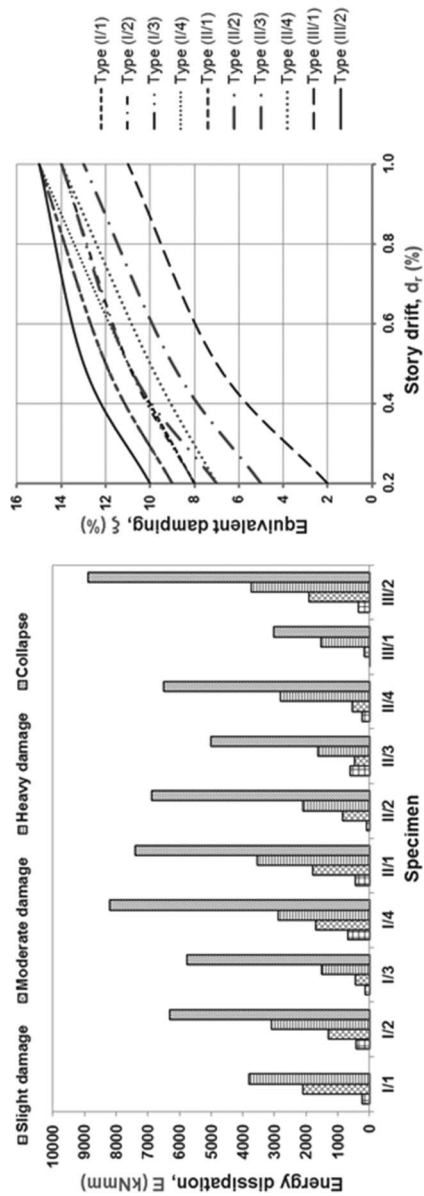 Slight damage Moderate damage Heavy damage Collapse
Energy dissipation, E (kNmm)
10000
9000
8000
7000
6000
5000
4000
3000
2000
1000
0
I/1 I/2 I/3 I/4 II/1 II/2 II/3 II/4 III/1 III/2
Specimen
Equivalent damping, ξ (%)
16
14
12
10
8
6
4
2
0
0.2 0.4 0.6 0.8 1.0
Story drift, dr (%)
Type (I/1)
Type (I/2)
Type (I/3)
Type (I/4)
Type (II/1)
Type (II/2)
Type (II/3)
Type (II/4)
Type (III/1)
Type (III/2)